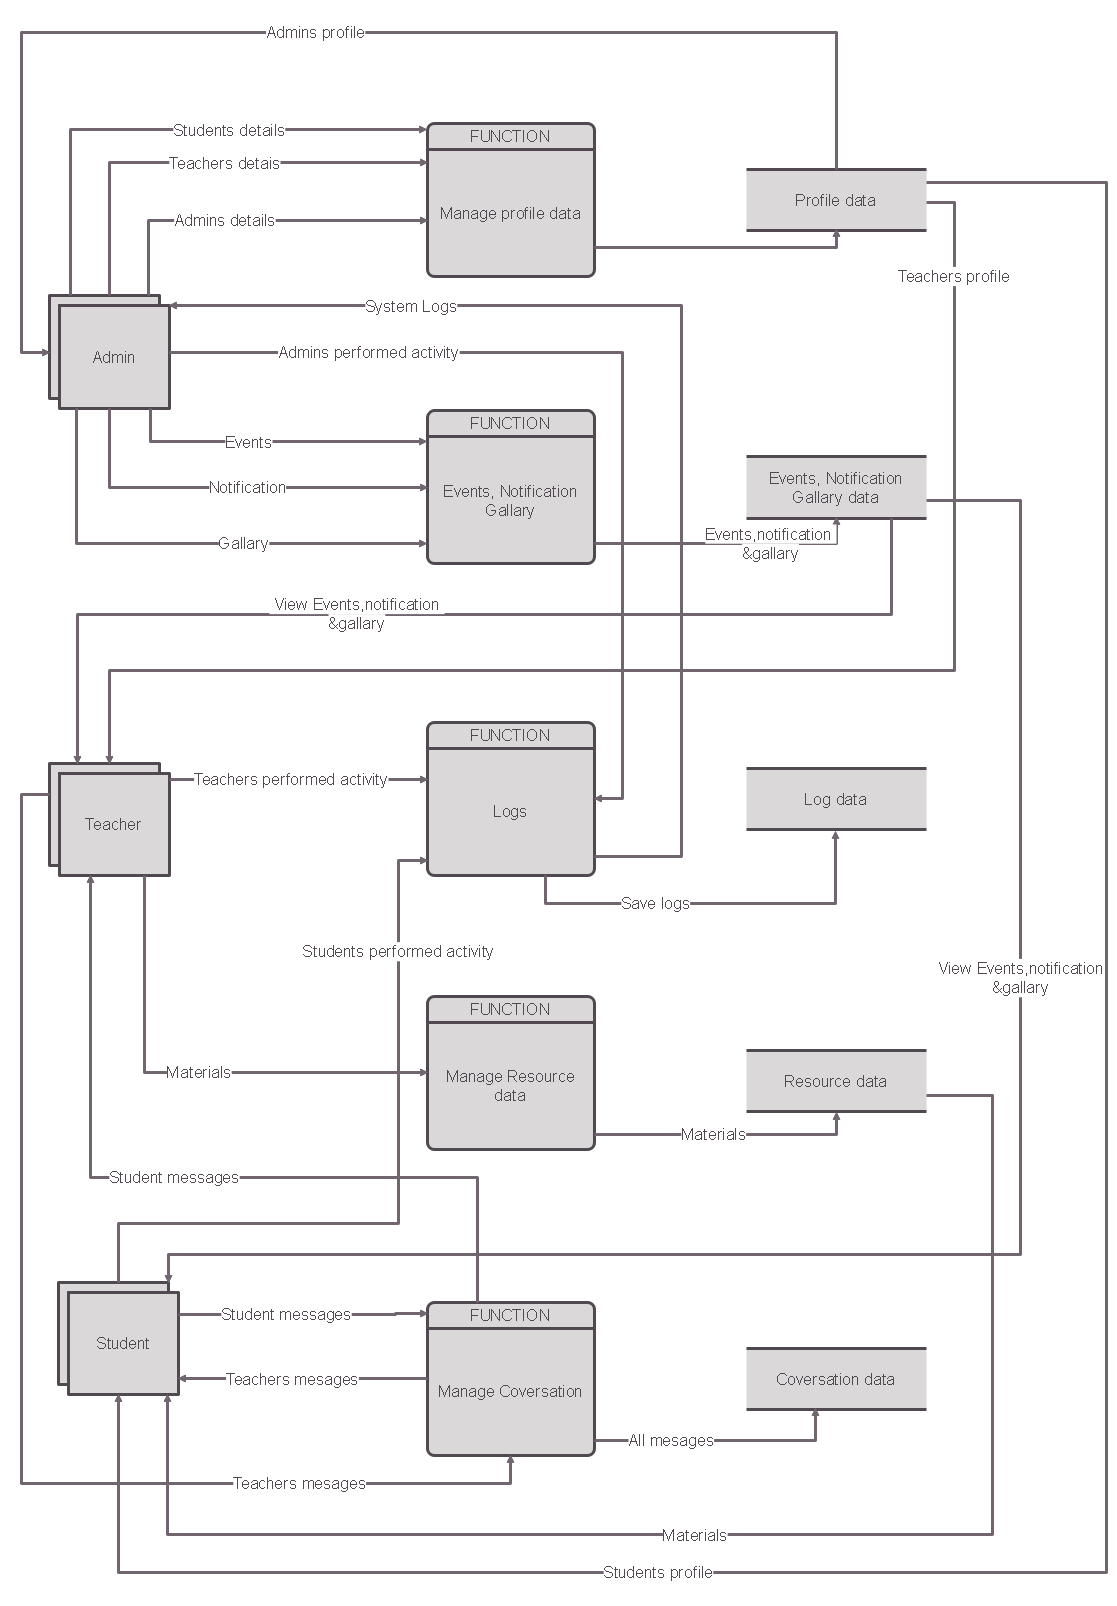 Admins profile
Students details
FUNCTION
Teachers detais
Manage profile data
Profile data
Admins details
Teachers profile
System Logs
Admin
Admins performed activity
FUNCTION
Events
Events, Notification
Gallary
Notification
Gallary
Events, Notification
Gallary data
Events,notification
&gallary
View Events,notification
&gallary
FUNCTION
Teachers performed activity
Logs
Log data
Teacher
Save logs
Students performed activity
View Events,notification
&gallary
FUNCTION
Materials
Manage Resource
data
Resource data
Materials
Student messages
FUNCTION
Student messages
Student
Teachers mesages
Manage Coversation
Coversation data
All mesages
Teachers mesages
Materials
Students profile